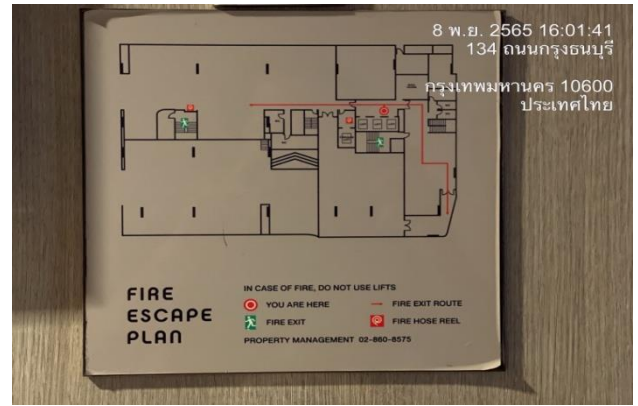 8 พ.ย. 2565 16:01:41
134 ถนนกรุงธนบุรี
กรุงเทพมหานคร 10600
ประเทศไทย
FIRE
ESCAPE
PLAN
IN CASE OF FIRE, DO NOT USE LIFTS
YOU ARE HERE
FIRE EXIT ROUTE
FIRE EXIT
FIRE HOSE REEL
PROPERTY MANAGEMENT 02-860-8575